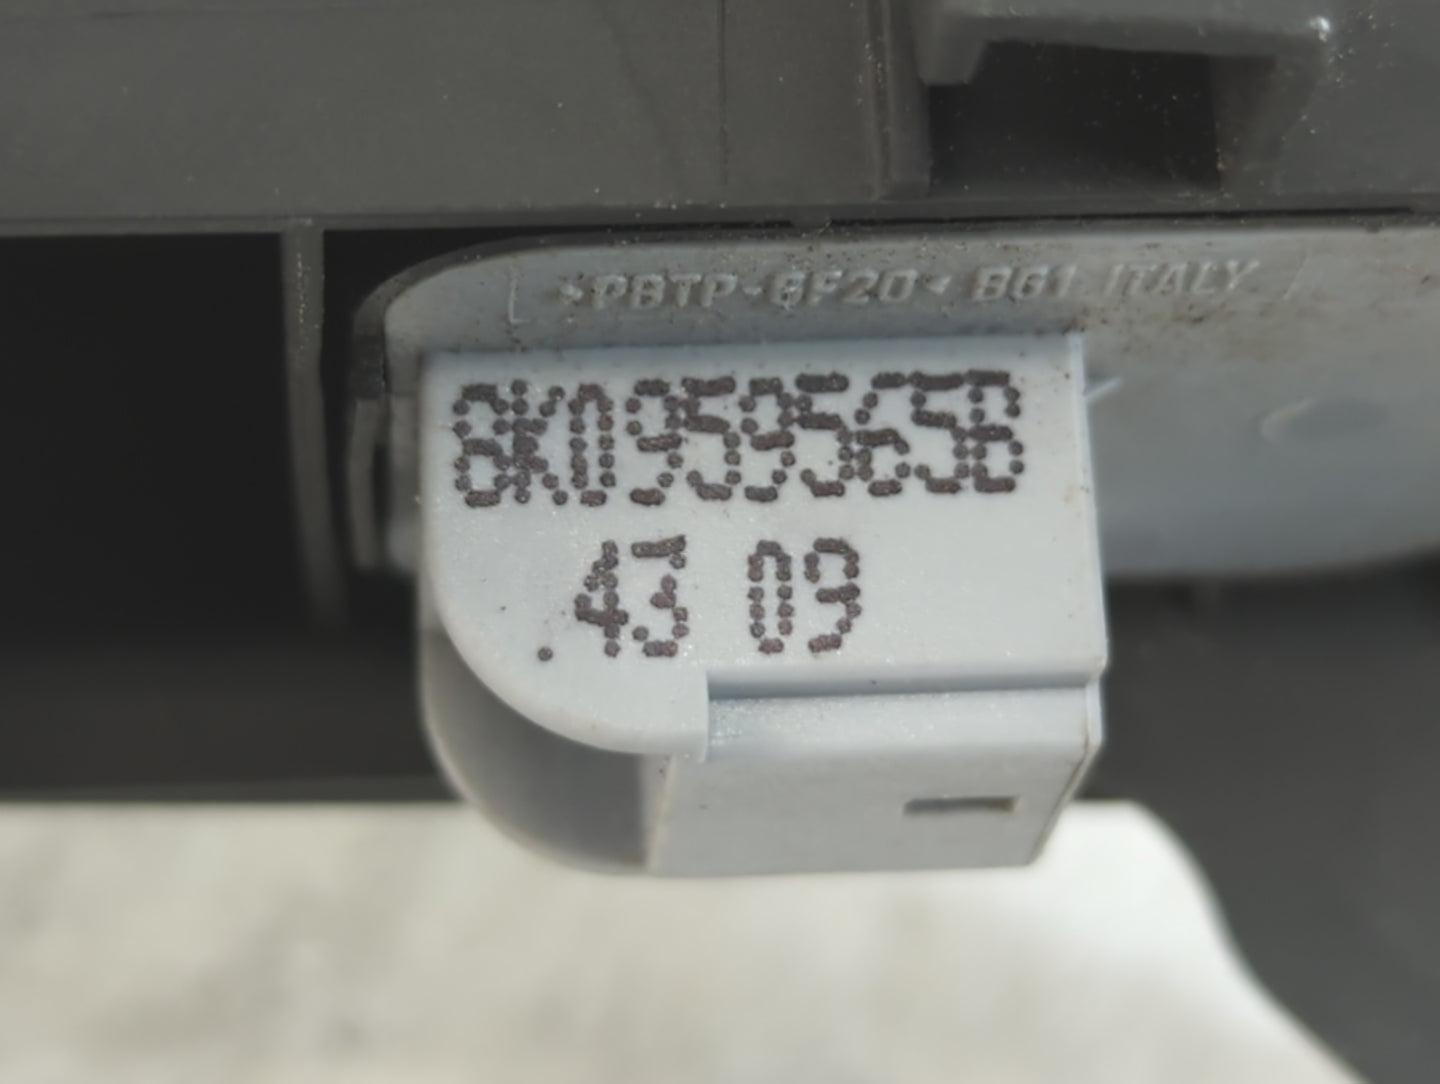 >PBTP-GF20< BG1 ITALY
8K0959565B
.43 09